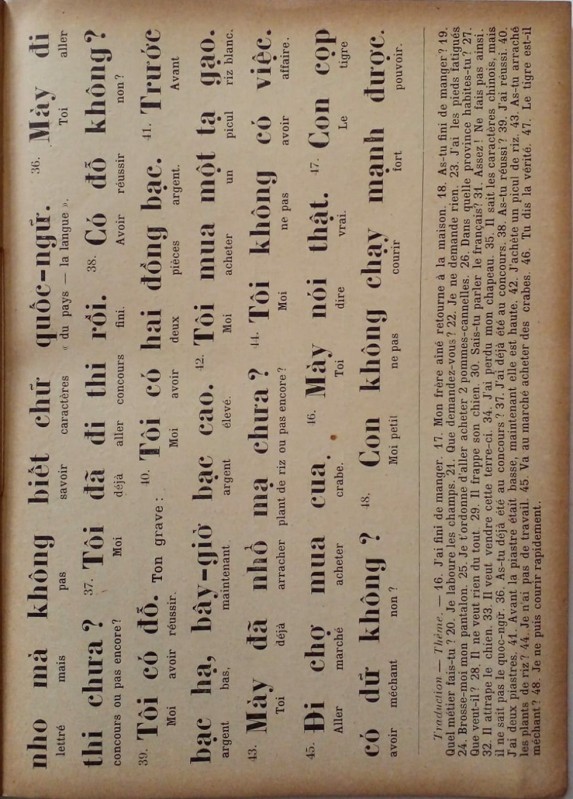 nho mà không biêt chữ quôc-ngữ. 36. Mày đi
lettré mais pas savoir caractères « du pays — la langue ». Toi aller
thi chưa? 37. Tôi đã đi thi rồi. 38. Có đỗ không?
concours ou pas encore? Moi déjà aller concours fini. Avoir réussir non?
39. Tôi có đỗ. Ton grave: 40. Tôi có hai đồng bạc. 41. Trước
Moi avoir réussir. Moi avoir deux pièces argent. Avant
bạc hạ, bây-giờ bạc cao. 42. Tôi mua một tạ gạo.
argent bas, maintenant argent élevé. Moi acheter un picul riz blanc.
43. Mày đã nhổ mạ chưa? 44. Tôi không có việc.
Toi déjà arracher plant de riz ou pas encore? Moi ne pas avoir affaire.
45. Đi chợ mua cua. 46. Mày nói thật. 47. Con cọp
Aller marché acheter crabe. Toi dire vrai. Le tigre
có dữ không? 48. Con không chạy mạnh được.
avoir méchant non? Moi petit ne pas courir fort pouvoir.
Traduction — Thème. — 16. J'ai fini de manger. 17. Mon frère aîné retourne à la maison. 18. As-tu fini de manger? 19.
Quel métier fais-tu? 20. Je laboure les champs. 21. Que demandez-vous? 22. Je ne demande rien. 23. J'ai les pieds fatigués
24. Brosse-moi mon pantalon. 25. Je t'ordonne d'aller acheter 2 pommes-cannelles. 26. Dans quelle province habites-tu? 27.
Que veut-il? 28. Il ne veut rien du tout. 29. Il frappe son chien. 30. Sais-tu parler le français? 31. Assez! Ne fais pas ainsi.
32. Il attrape le chien. 33. Il veut vendre cette terre-ci. 34. J'ai perdu mon chapeau. 35. Il sait les caractères chinois, mais
il ne sait pas le quoc-ngữ. 36. As-tu déjà été au concours? 37. J'ai déjà été au concours. 38. As-tu réussi? 39. J'ai réussi. 40.
J'ai deux piastres. 41. Avant la piastre était basse, maintenant elle est haute. 42. J'achète un picul de riz. 43. As-tu arraché
les plants de riz? 44. Je n'ai pas de travail. 45. Va au marché acheter des crabes. 46. Tu dis la vérité. 47. Le tigre est-il
méchant? 48. Je ne puis courir rapidement.